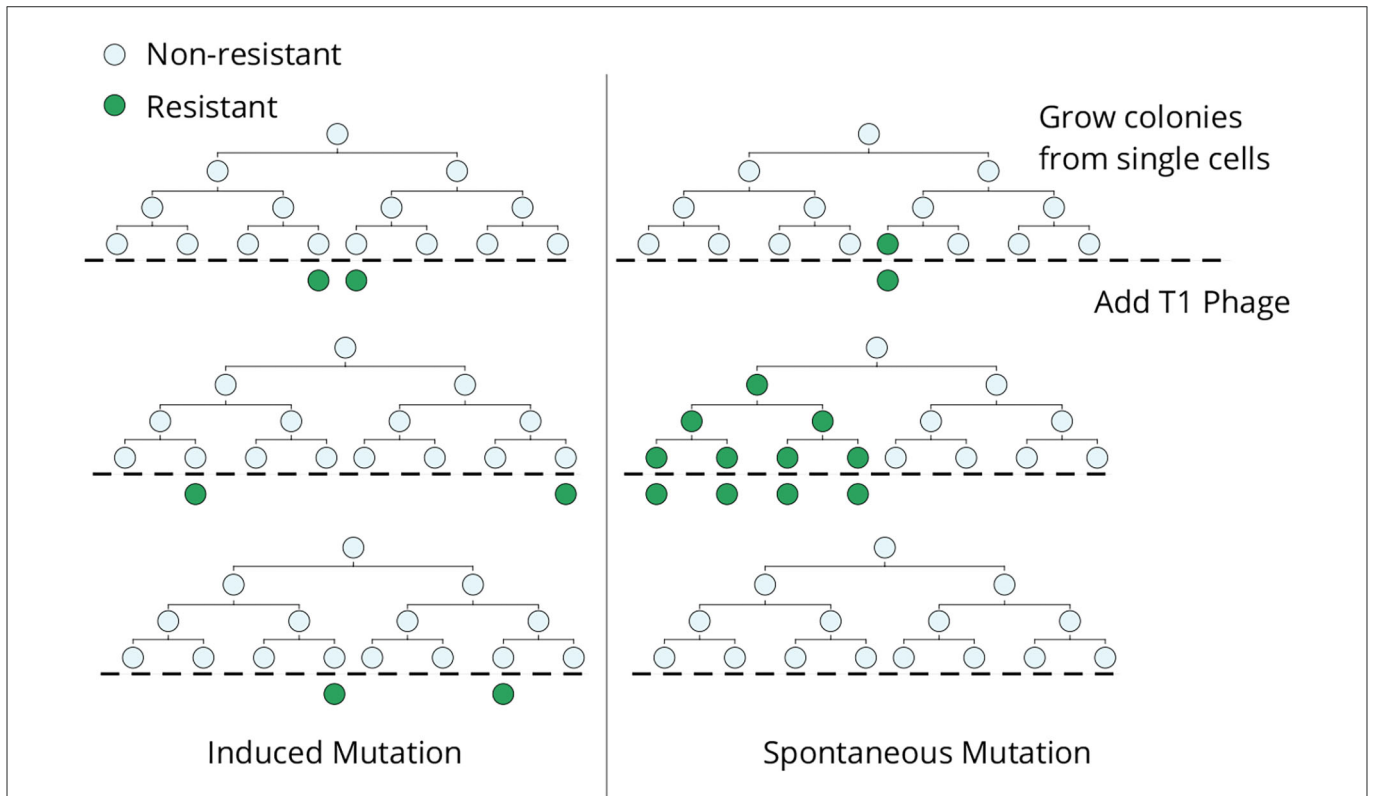 Non-resistant
Resistant
Grow colonies
from single cells
Add T1 Phage
Induced Mutation
Spontaneous Mutation